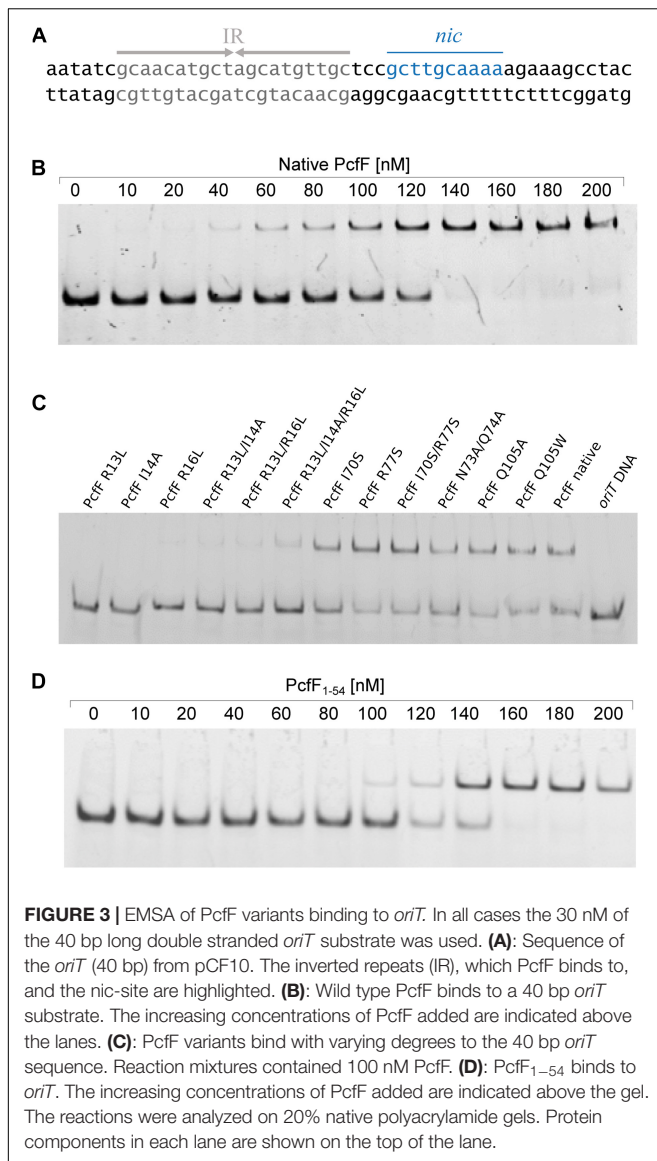 A
IR nic
aatatcgcaacatgctagcatgttgctccgcttgcaaaaagaaagcctac
ttatagcgttgtacgatcgtacaacgaggcgaacgtttttctttcggatg
B
Native PcfF [nM]
0 10 20 40 60 80 100 120 140 160 180 200
C
PcfF R13L
PcfF I14A
PcfF R16L
PcfF R13L/I14A
PcfF R13L/R16L
PcfF R13L/I14A/R16L
PcfF I70S
PcfF R77S
PcfF I70S/R77S
PcfF N73A/Q74A
PcfF Q105A
PcfF Q105W
PcfF native
oriT DNA
D
PcfF1–54 [nM]
0 10 20 40 60 80 100 120 140 160 180 200
FIGURE 3 | EMSA of PcfF variants binding to oriT. In all cases the 30 nM of
the 40 bp long double stranded oriT substrate was used. (A): Sequence of
the oriT (40 bp) from pCF10. The inverted repeats (IR), which PcfF binds to,
and the nic-site are highlighted. (B): Wild type PcfF binds to a 40 bp oriT
substrate. The increasing concentrations of PcfF added are indicated above
the lanes. (C): PcfF variants bind with varying degrees to the 40 bp oriT
sequence. Reaction mixtures contained 100 nM PcfF. (D): PcfF1–54 binds to
oriT. The increasing concentrations of PcfF added are indicated above the gel.
The reactions were analyzed on 20% native polyacrylamide gels. Protein
components in each lane are shown on the top of the lane.